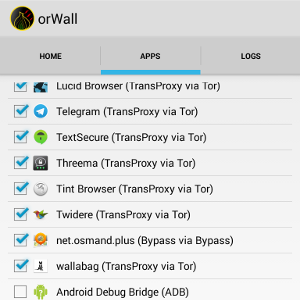 orWall
HOME APPS LOGS
Lucid Browser (TransProxy via Tor)
Telegram (TransProxy via Tor)
TextSecure (TransProxy via Tor)
Threema (TransProxy via Tor)
Tint Browser (TransProxy via Tor)
Twidere (TransProxy via Tor)
net.osmand.plus (Bypass via Bypass)
wallabag (TransProxy via Tor)
Android Debug Bridge (ADB)